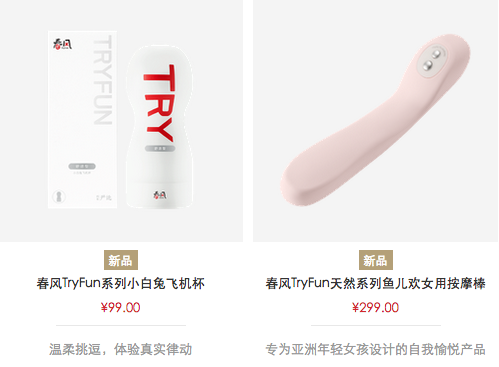 春风
TRYFUN
TRY
春风
新品
新品
春风TryFun系列小白兔飞机杯
春风TryFun天然系列鱼儿欢女用按摩棒
¥99.00
¥299.00
温柔挑逗，体验真实律动
专为亚洲年轻女孩设计的自我愉悦产品